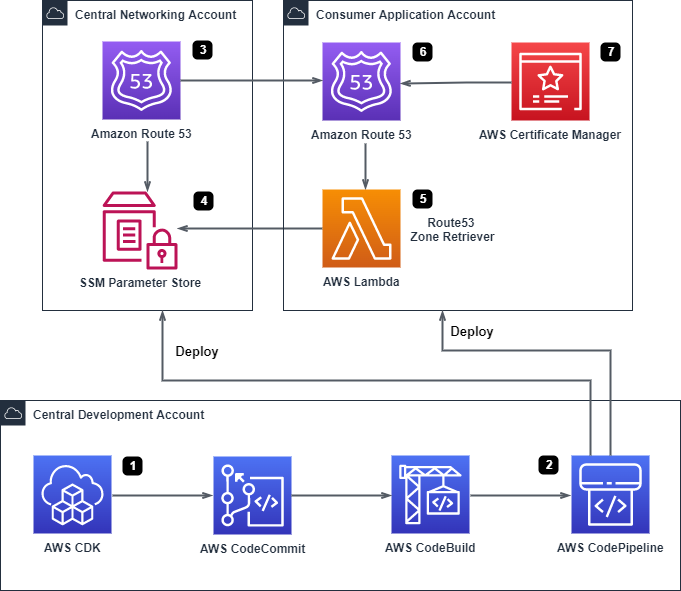 Central Networking Account
Consumer Application Account
3
6
7
53
53
Amazon Route 53
Amazon Route 53
AWS Certificate Manager
4
5
Route53
Zone Retriever
SSM Parameter Store
AWS Lambda
Deploy
Deploy
Central Development Account
1
2
</>
</>
</>
AWS CDK
AWS CodeCommit
AWS CodeBuild
AWS CodePipeline